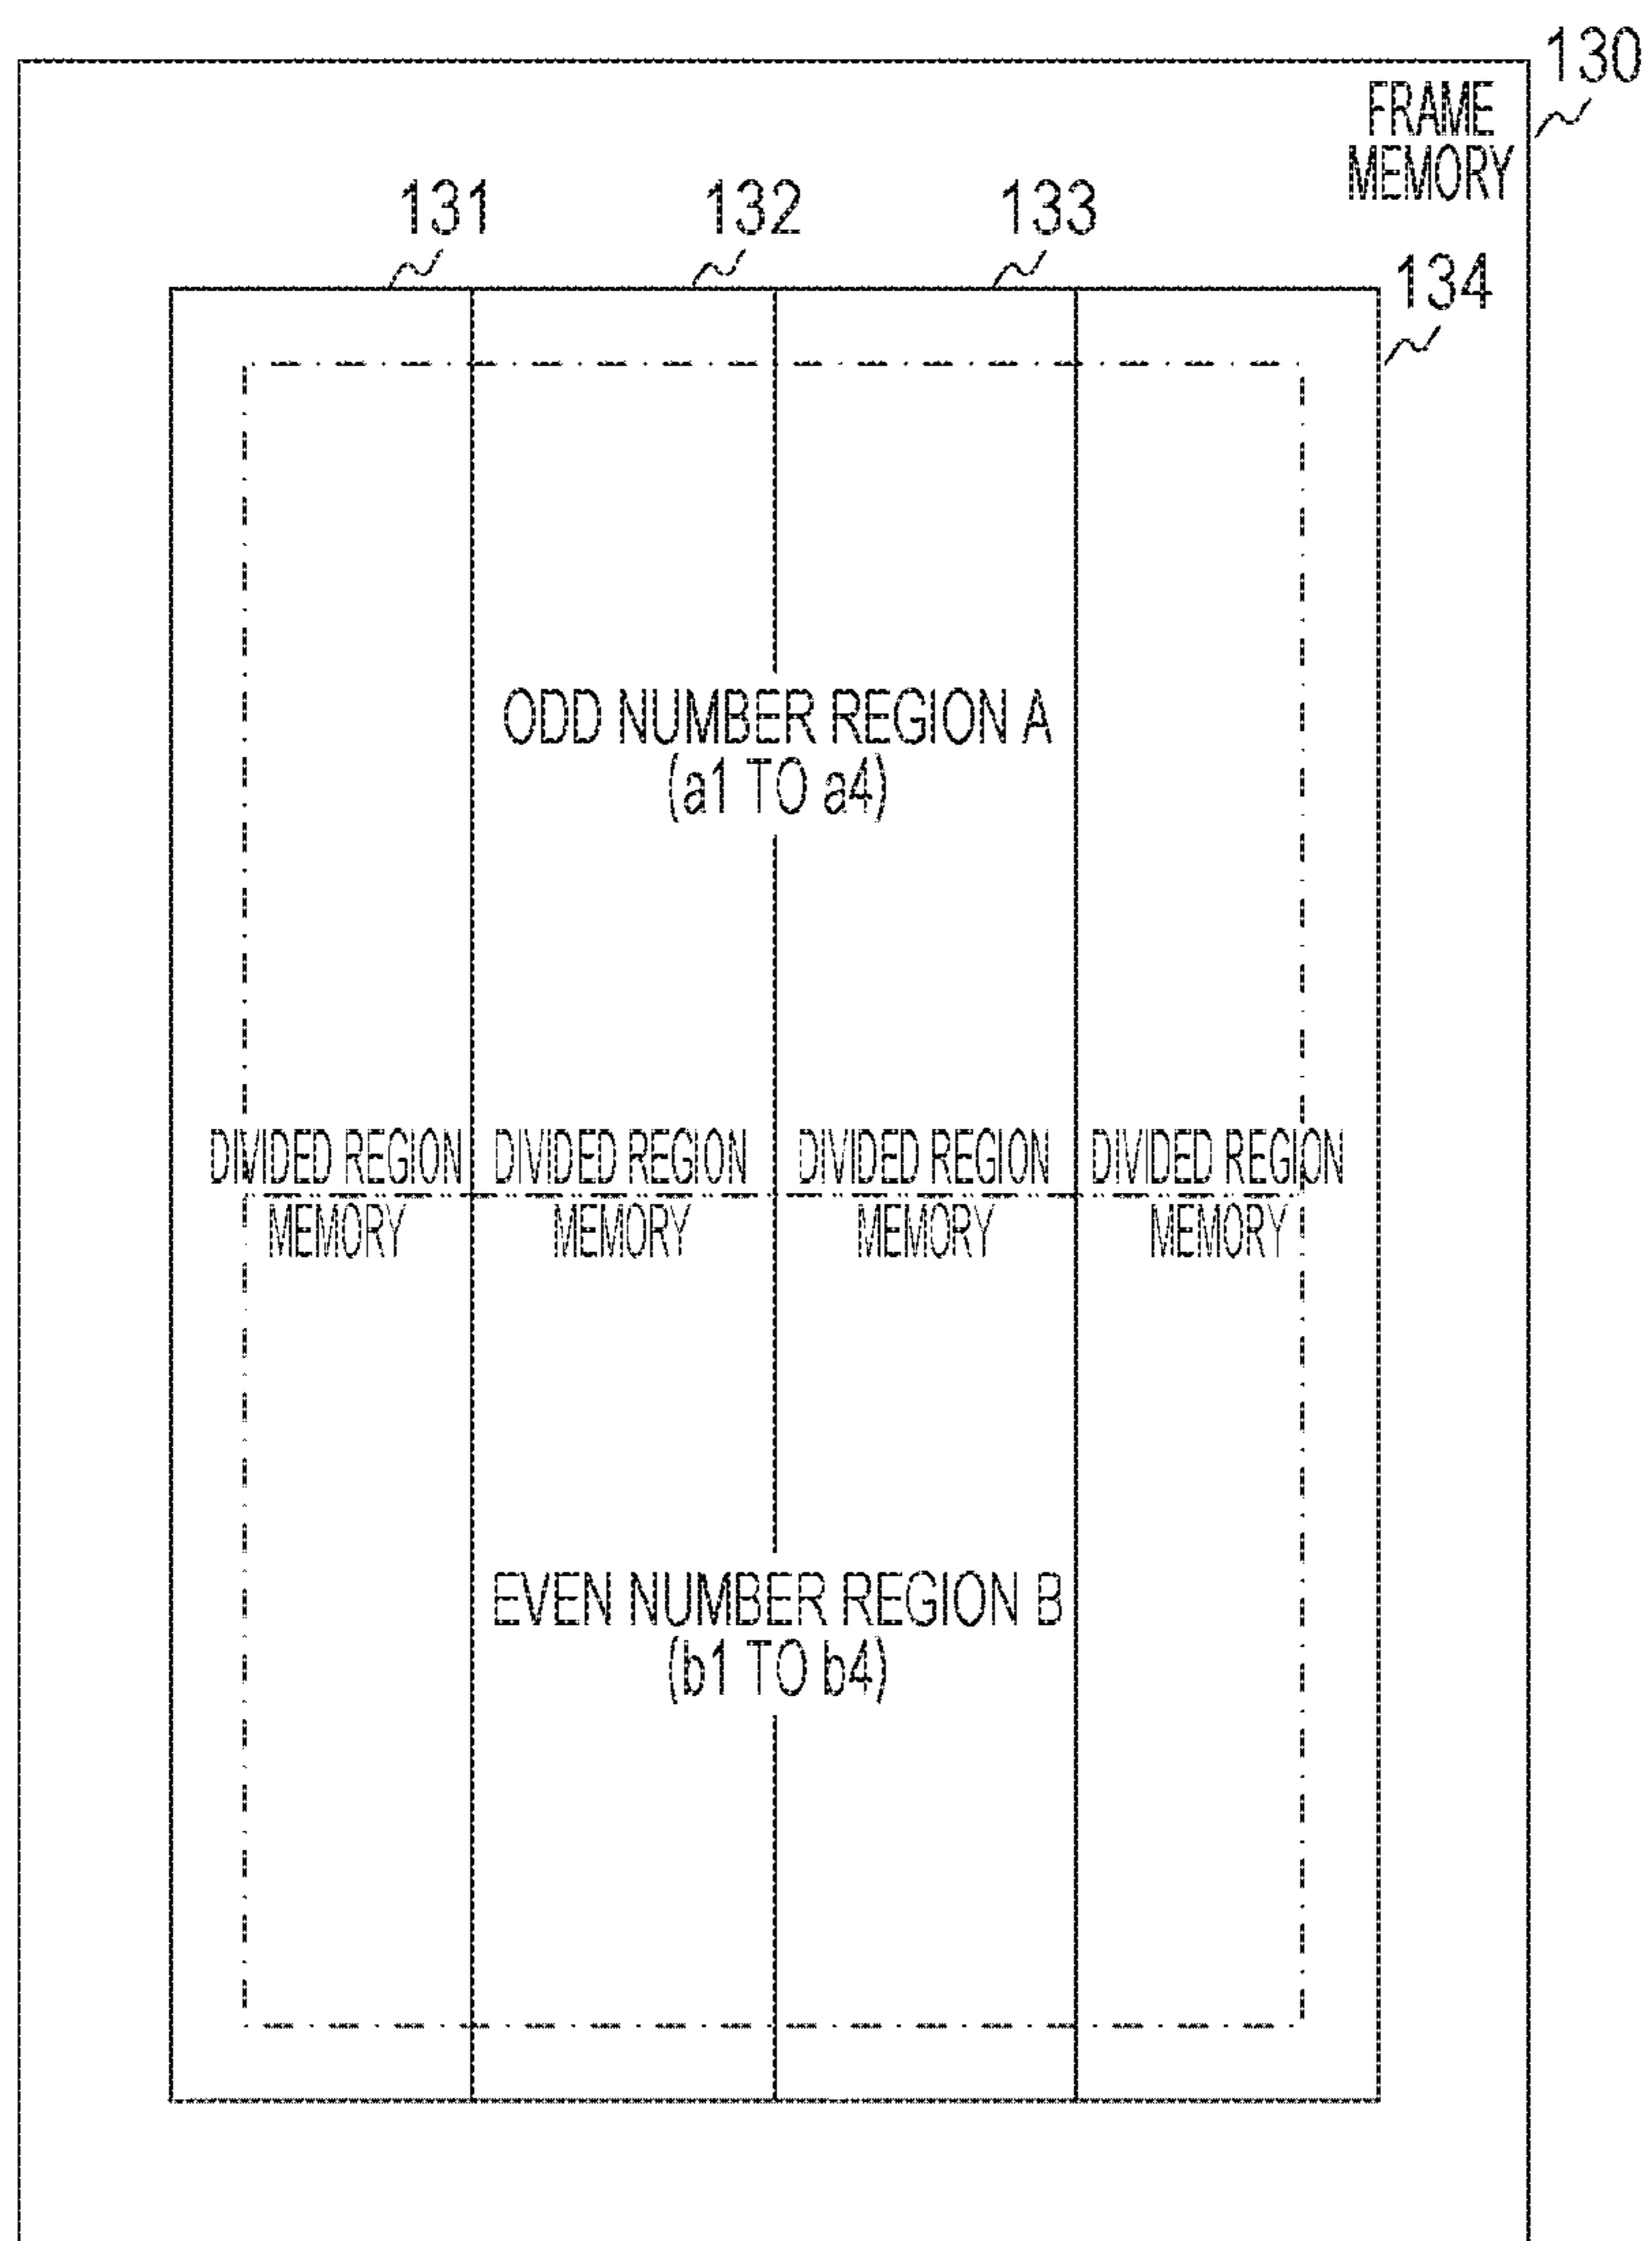 130
FRAME
MEMORY
131
132
133
134
ODD NUMBER REGION A
(a1 TO a4)
DIVIDED REGION
MEMORY
DIVIDED REGION
MEMORY
DIVIDED REGION
MEMORY
DIVIDED REGION
MEMORY
EVEN NUMBER REGION B
(b1 TO b4)